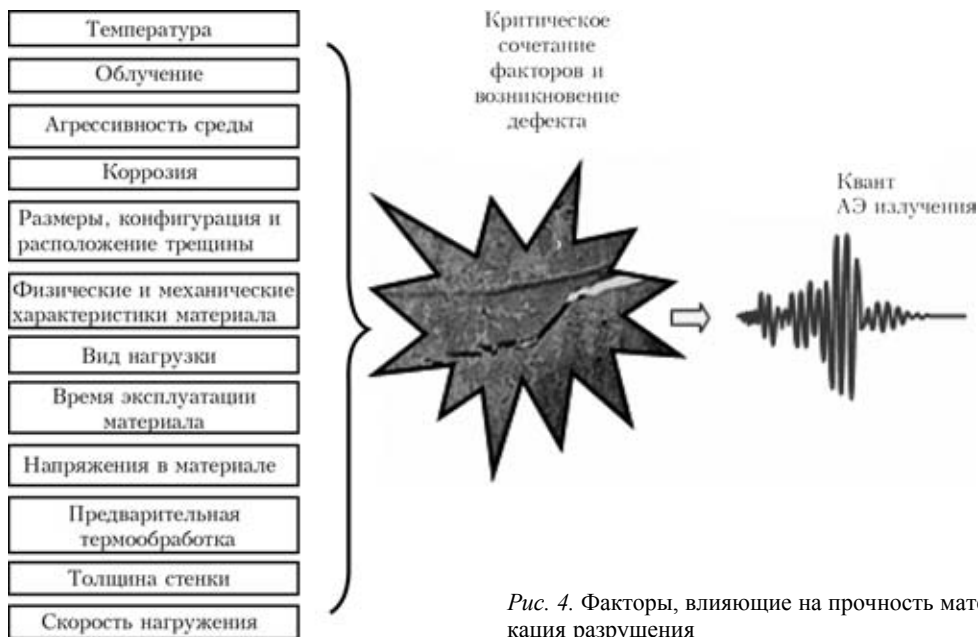 Температура
Облучение
Агрессивность среды
Коррозия
Размеры, конфигурация и
расположение трещины
Физические и механические
характеристики материала
Вид нагрузки
Время эксплуатации
материала
Напряжения в материале
Предварительная
термообработка
Толщина стенки
Скорость нагружения
Критическое
сочетание
факторов и
возникновение
дефекта
Квант
АЭ излучения
Рис. 4. Факторы, влияющие на прочность мате
кация разрушения